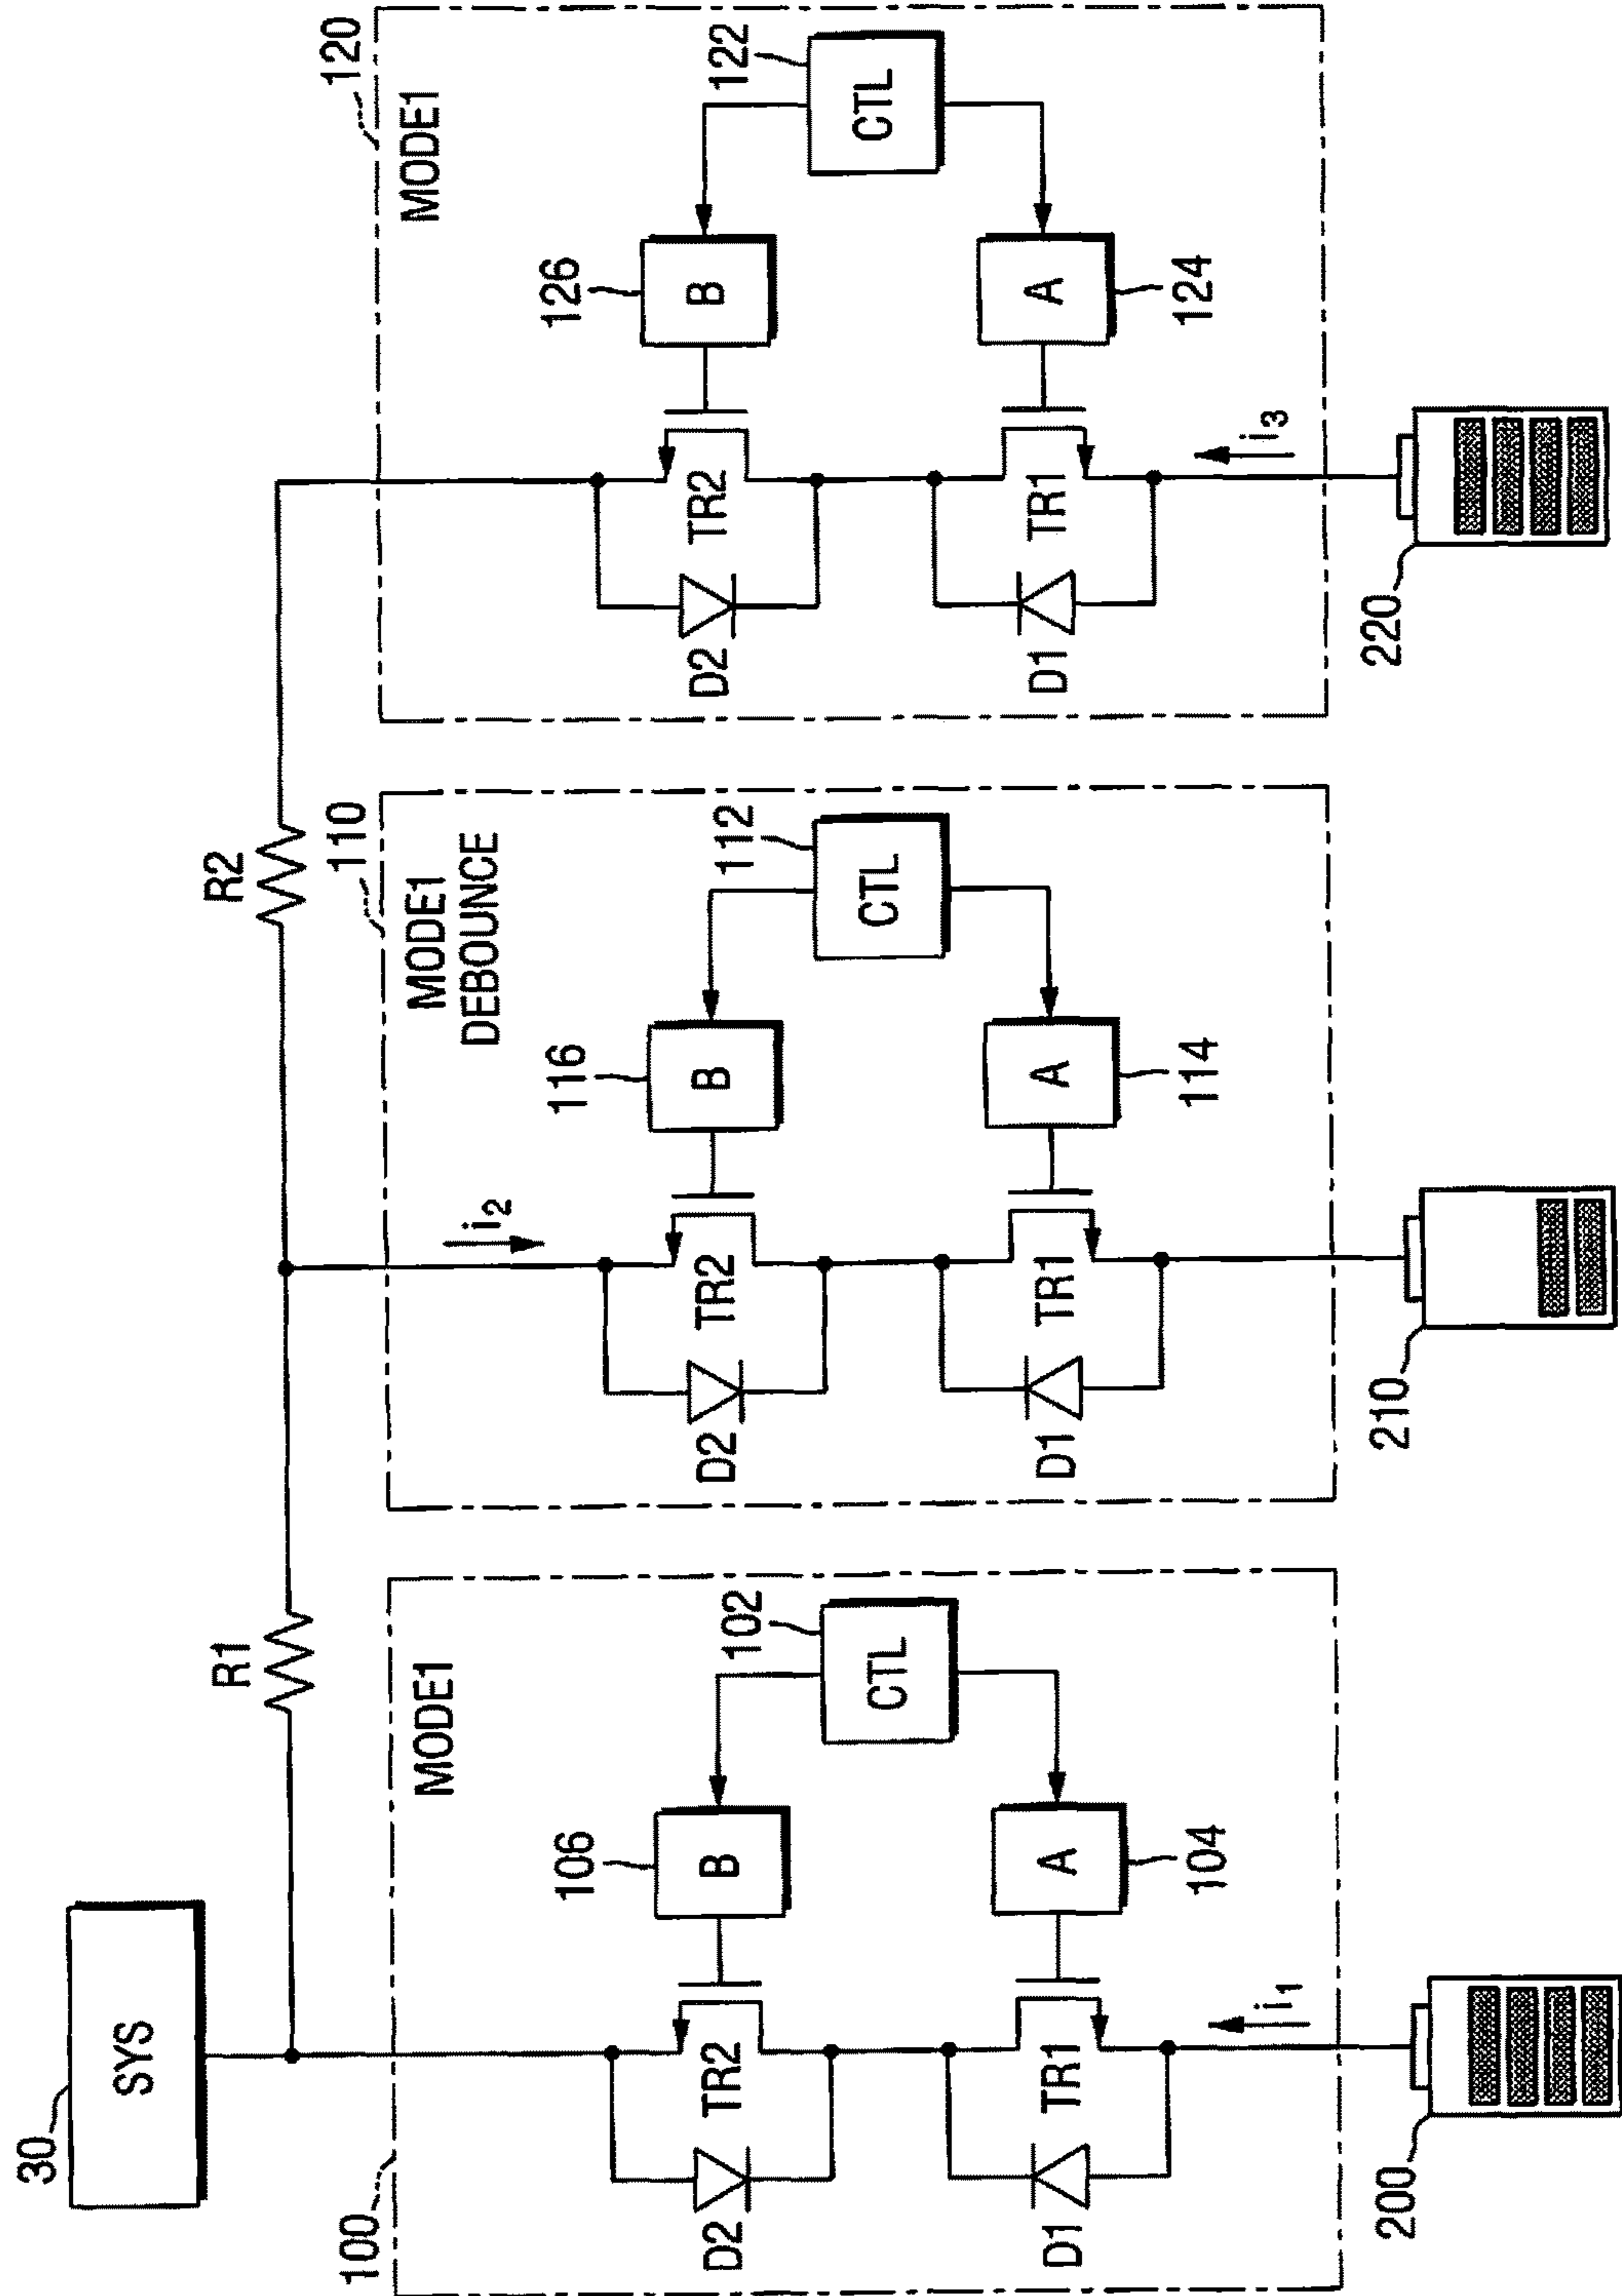 30
SYS
R1
R2
100
MODE1
106
B
102
CTL
D2
TR2
A
104
D1
TR1
i1
200
110
MODE1
DEBOUNCE
i2
116
B
112
CTL
D2
TR2
A
114
D1
TR1
210
120
MODE1
126
B
122
CTL
D2
TR2
A
124
D1
TR1
i3
220